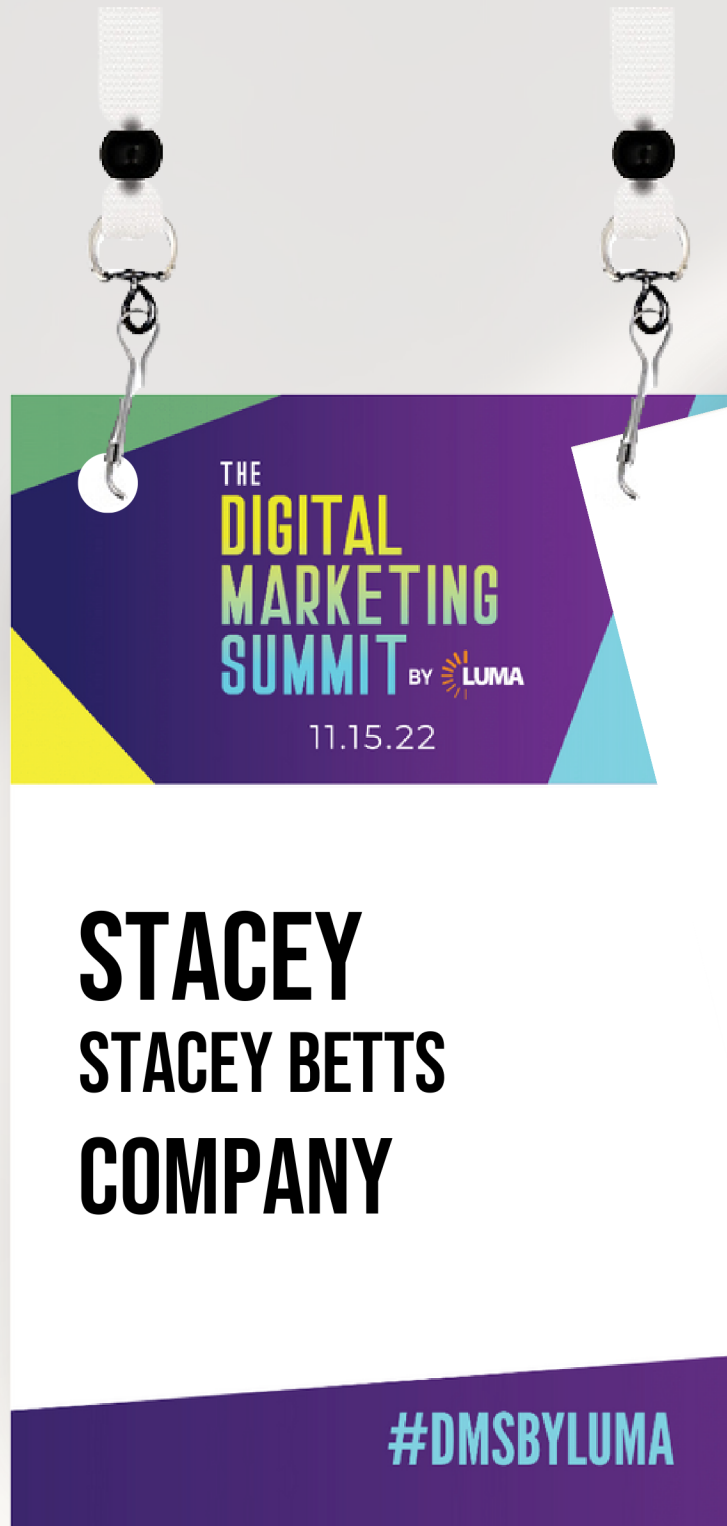 THE
DIGITAL
MARKETING
SUMMIT BY LUMA
11.15.22
STACEY
STACEY BETTS
COMPANY
#DMSBYLUMA